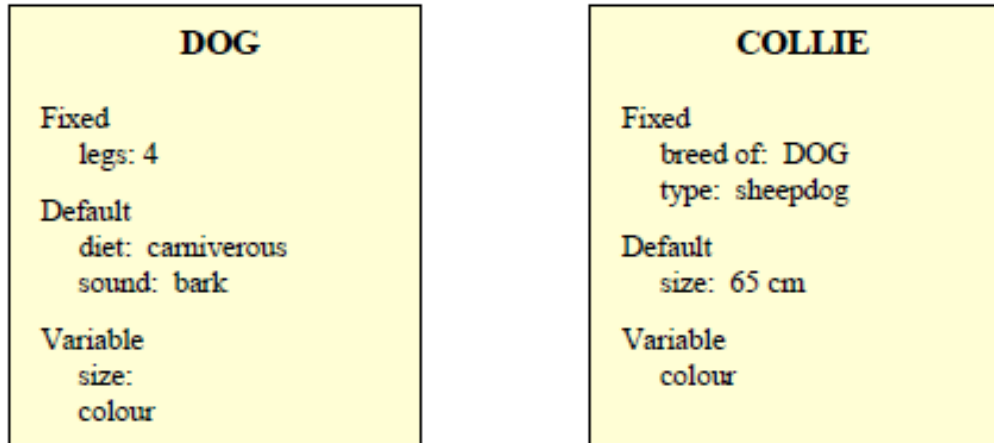 DOG
Fixed
legs: 4
Default
diet: carniverous
sound: bark
Variable
size:
colour
COLLIE
Fixed
breed of: DOG
type: sheepdog
Default
size: 65 cm
Variable
colour